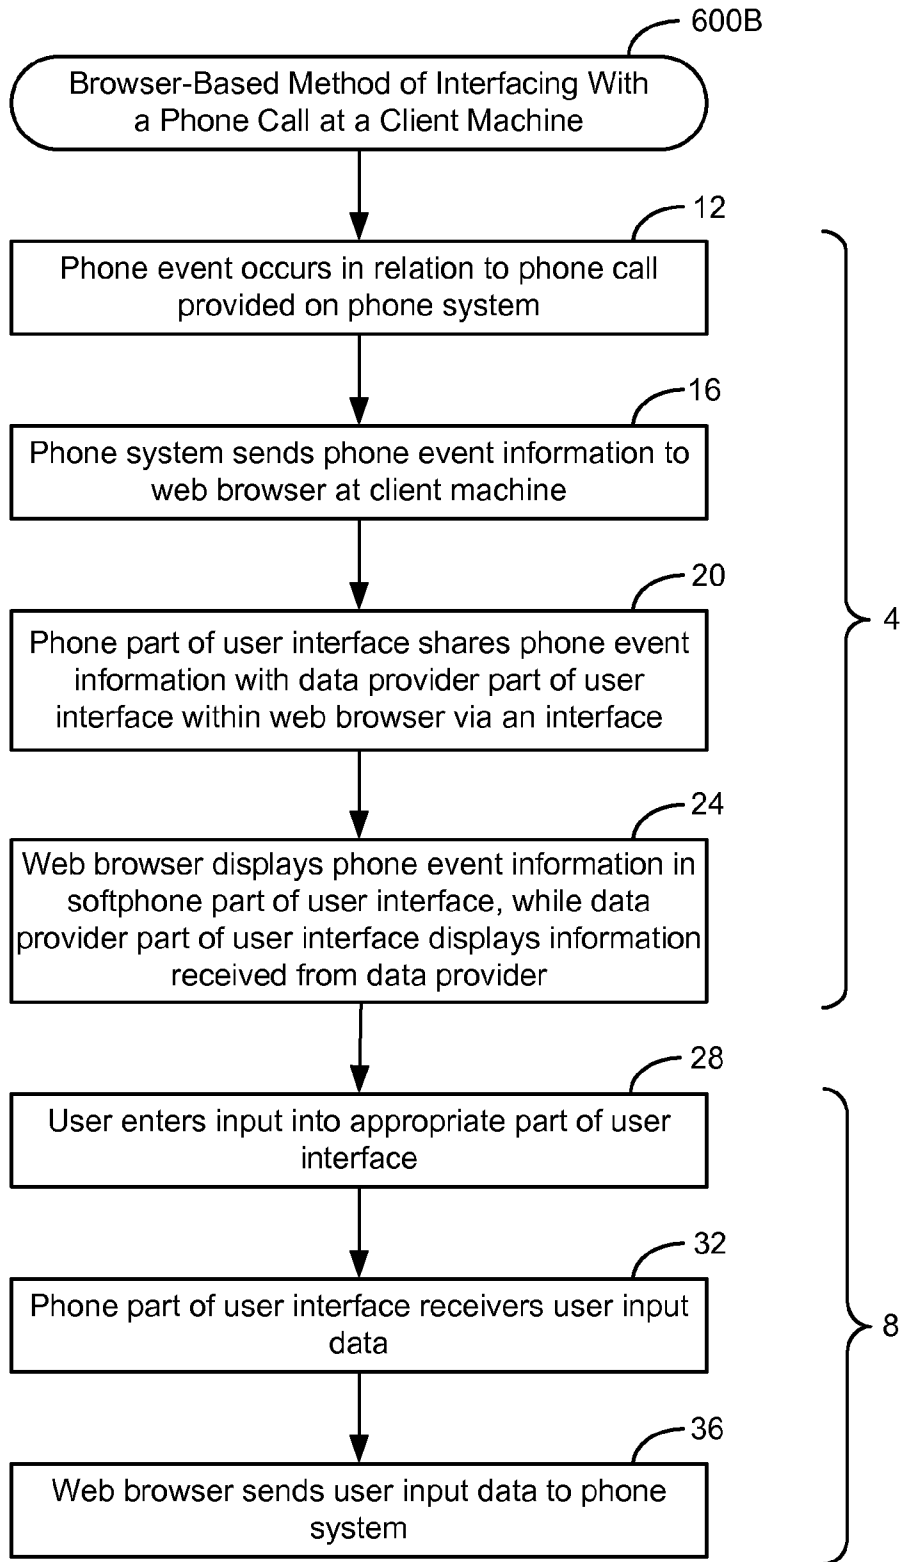 600B
Browser-Based Method of Interfacing With
a Phone Call at a Client Machine
12
Phone event occurs in relation to phone call
provided on phone system
16
Phone system sends phone event information to
web browser at client machine
20
Phone part of user interface shares phone event
information with data provider part of user
interface within web browser via an interface
4
24
Web browser displays phone event information in
softphone part of user interface, while data
provider part of user interface displays information
received from data provider
28
User enters input into appropriate part of user
interface
32
Phone part of user interface receivers user input
data
8
36
Web browser sends user input data to phone
system